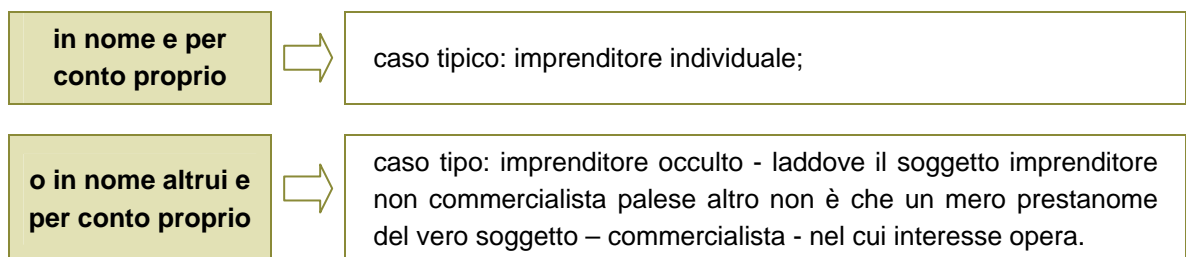 in nome e per
conto proprio
caso tipico: imprenditore individuale;
o in nome altrui e
per conto proprio
caso tipo: imprenditore occulto - laddove il soggetto imprenditore
non commercialista palese altro non è che un mero prestanome
del vero soggetto – commercialista - nel cui interesse opera.